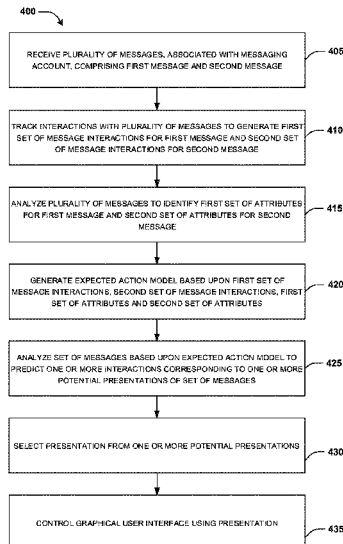 400
RECEIVE PLURALITY OF MESSAGES, ASSOCIATED WITH MESSAGING
ACCOUNT, COMPRISING FIRST MESSAGE AND SECOND MESSAGE
405
TRACK INTERACTIONS WITH PLURALITY OF MESSAGES TO GENERATE FIRST
SET OF MESSAGE INTERACTIONS FOR FIRST MESSAGE AND SECOND SET
OF MESSAGE INTERACTIONS FOR SECOND MESSAGE
410
ANALYZE PLURALITY OF MESSAGES TO IDENTIFY FIRST SET OF ATTRIBUTES
FOR FIRST MESSAGE AND SECOND SET OF ATTRIBUTES FOR SECOND
MESSAGE
415
GENERATE EXPECTED ACTION MODEL BASED UPON FIRST SET OF
MESSAGE INTERACTIONS, SECOND SET OF MESSAGE INTERACTIONS, FIRST
SET OF ATTRIBUTES AND SECOND SET OF ATTRIBUTES
420
ANALYZE SET OF MESSAGES BASED UPON EXPECTED ACTION MODEL TO
PREDICT ONE OR MORE INTERACTIONS CORRESPONDING TO ONE OR MORE
POTENTIAL PRESENTATIONS OF SET OF MESSAGES
425
SELECT PRESENTATION FROM ONE OR MORE POTENTIAL PRESENTATIONS
430
CONTROL GRAPHICAL USER INTERFACE USING PRESENTATION
435